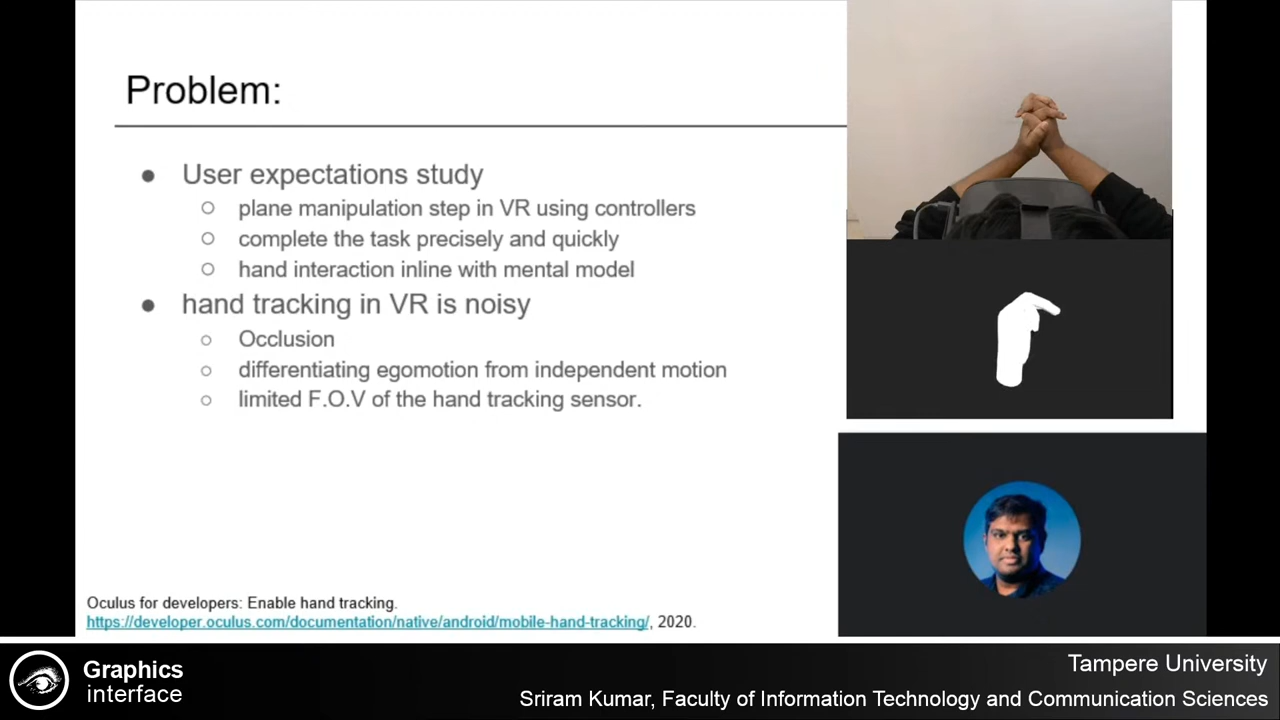 Problem:
● User expectations study
○ plane manipulation step in VR using controllers
○ complete the task precisely and quickly
○ hand interaction inline with mental model
● hand tracking in VR is noisy
○ Occlusion
○ differentiating egomotion from independent motion
○ limited F.O.V of the hand tracking sensor.
Oculus for developers: Enable hand tracking.
https://developer.oculus.com/documentation/native/android/mobile-hand-tracking/, 2020.
Graphics
interface
Tampere University
Sriram Kumar, Faculty of Information Technology and Communication Sciences